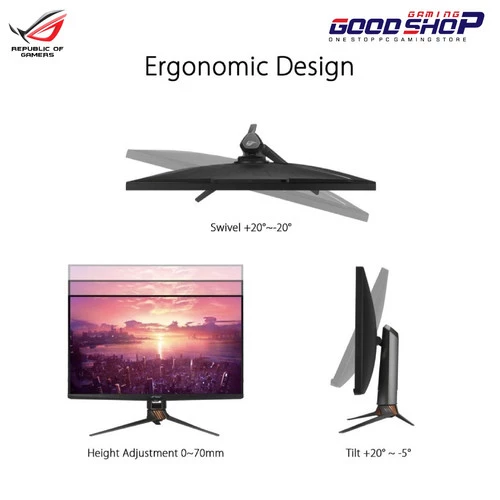 REPUBLIC OF
GAMERS
GAMING
GOOD SHOP
ONE STOP PC GAMING STORE
Ergonomic Design
Swivel +20°~-20°
Height Adjustment 0~70mm
Tilt +20° ~ -5°